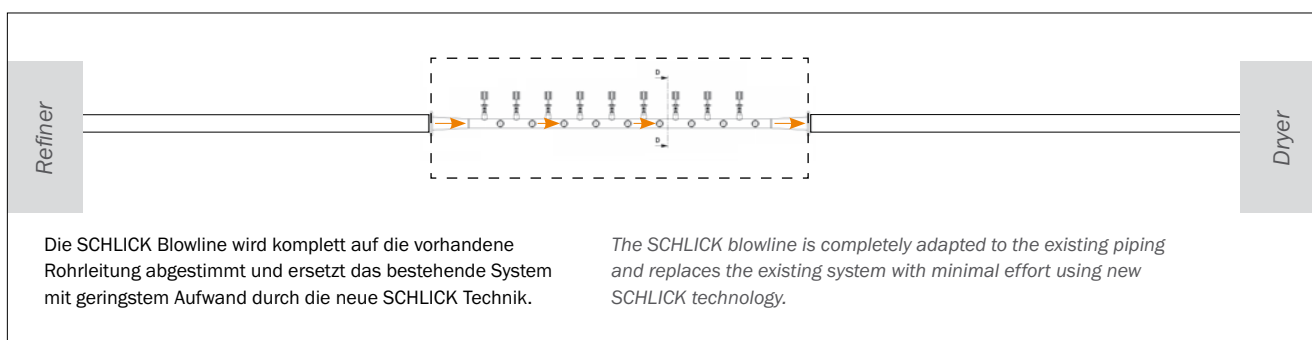 Refiner
D
D
Dryer
Die SCHLICK Blowline wird komplett auf die vorhandene
Rohrleitung abgestimmt und ersetzt das bestehende System
mit geringstem Aufwand durch die neue SCHLICK Technik.
The SCHLICK blowline is completely adapted to the existing piping
and replaces the existing system with minimal effort using new
SCHLICK technology.